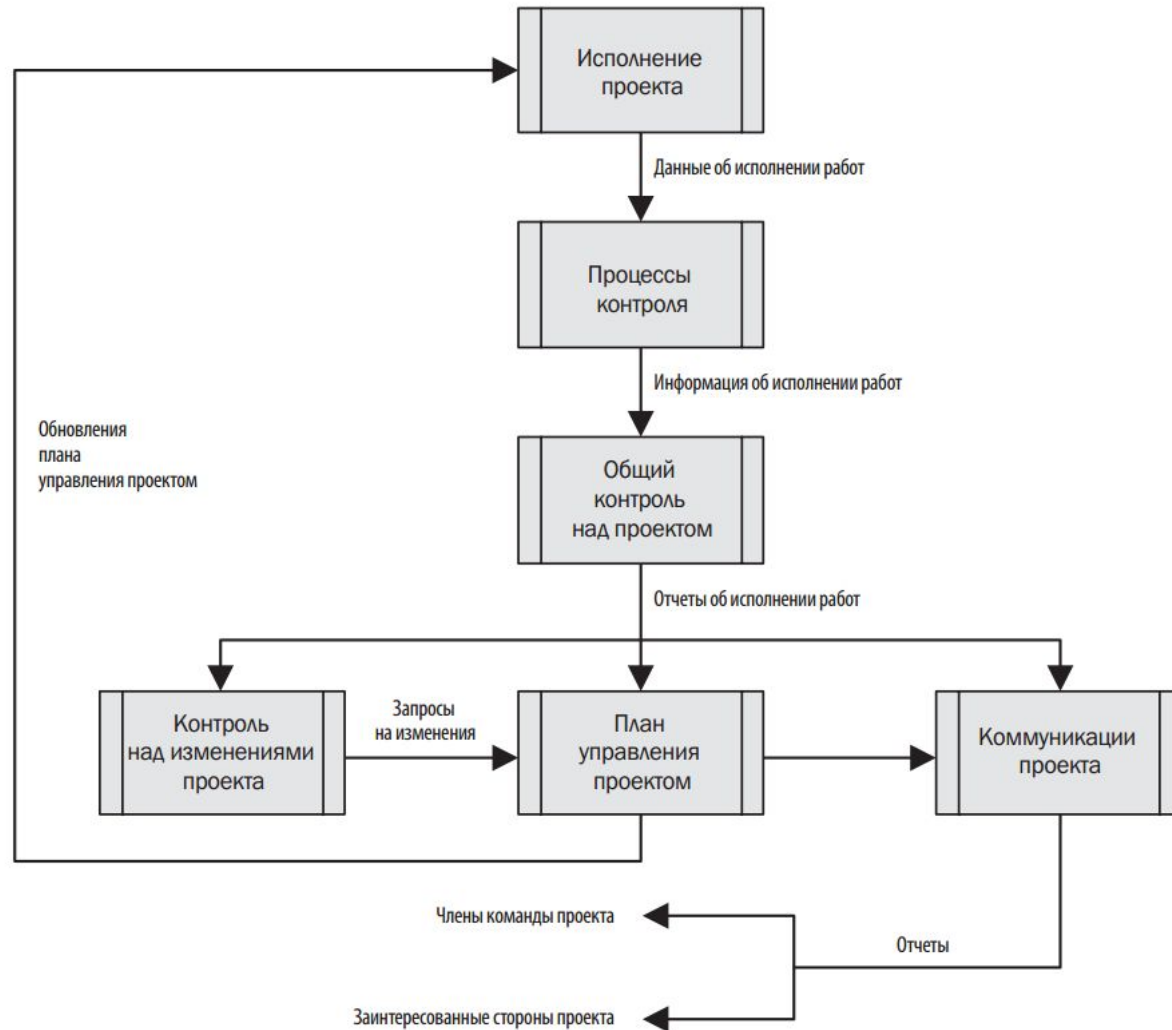 Исполнение
проекта
Данные об исполнении работ
Процессы
контроля
Информация об исполнении работ
Обновления
плана
управления проектом
Общий
контроль
над проектом
Отчеты об исполнении работ
Контроль
над изменениями
проекта
Запросы
на изменения
План
управления
проектом
Коммуникации
проекта
Члены команды проекта
Отчеты
Заинтересованные стороны проекта